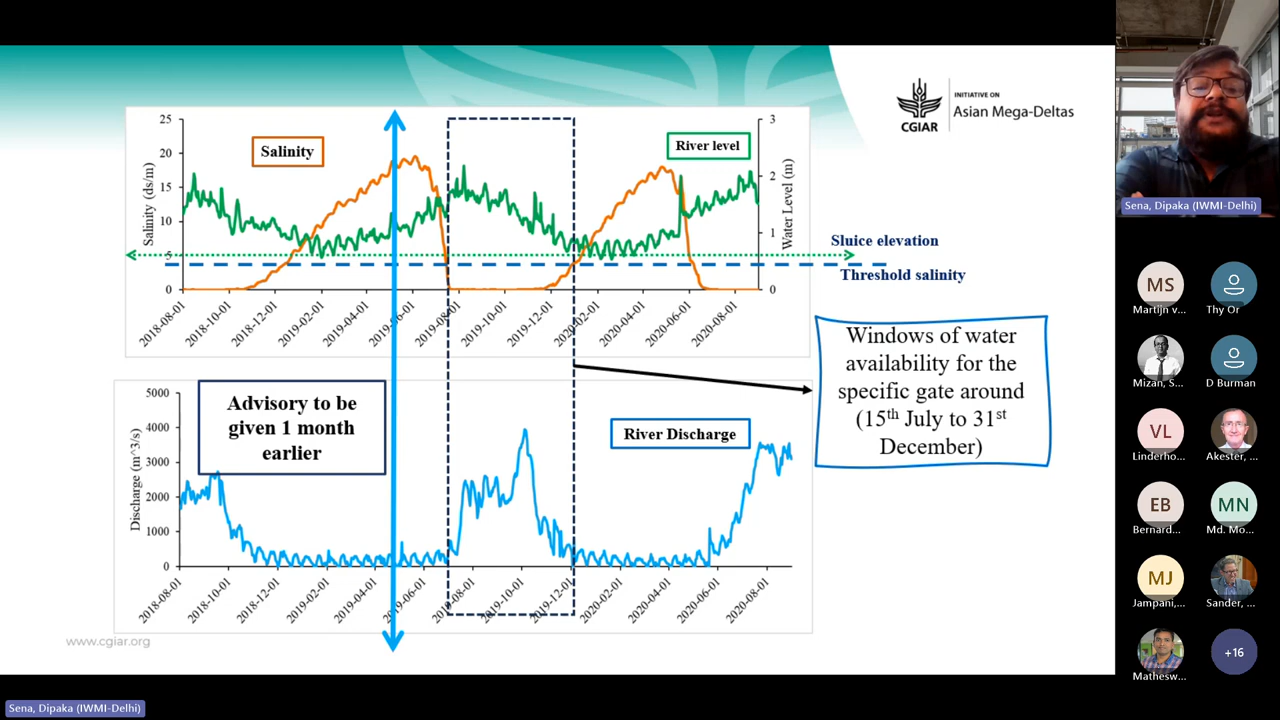 INITIATIVE ON
Asian Mega-Deltas
CGIAR
Salinity
River level
Salinity (ds/m)
25
20
15
10
5
0
Water Level (m)
3
2
1
0
Sluice elevation
Threshold salinity
2018-08-01
2018-10-01
2018-12-01
2019-02-01
2019-04-01
2019-06-01
2019-08-01
2019-10-01
2019-12-01
2020-02-01
2020-04-01
2020-06-01
2020-08-01
Windows of water
availability for the
specific gate around
(15th July to 31st
December)
Advisory to be
given 1 month
earlier
River Discharge
Discharge (m^3/s)
5000
4000
3000
2000
1000
0
2018-08-01
2018-10-01
2018-12-01
2019-02-01
2019-04-01
2019-06-01
2019-08-01
2019-10-01
2019-12-01
2020-02-01
2020-04-01
2020-06-01
2020-08-01
www.cgiar.org
Sena, Dipaka (IWMI-Delhi)
Sena, Dipaka (IWMI-Delhi)
MS
Martijn v...
Thy Or
Mizan, S...
D Burman
VL
Linderho...
Akester, ...
EB
Bernard...
MN
Md. Mo...
MJ
Jampani,...
Sander, ...
Mathesw...
+16